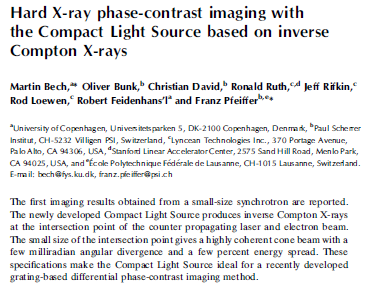 Hard X-ray phase-contrast imaging with
the Compact Light Source based on inverse
Compton X-rays
Martin Bech,ª* Oliver Bunk,ᵇ Christian David,ᵇ Ronald Ruth,ᶜ,ᵈ Jeff Rifkin,ᶜ
Rod Loewen,ᶜ Robert Feidenhans'lª and Franz Pfeifferᵇ,ᵉ*
ªUniversity of Copenhagen, Universitetsparken 5, DK-2100 Copenhagen, Denmark, ᵇPaul Scherrer
Institut, CH-5232 Villigen PSI, Switzerland, ᶜLyncean Technologies Inc., 370 Portage Avenue,
Palo Alto, CA 94306, USA, ᵈStanford Linear Accelerator Center, 2575 Sand Hill Road, Menlo Park,
CA 94025, USA, and ᵉÉcole Polytechnique Fédérale de Lausanne, CH-1015 Lausanne, Switzerland.
E-mail: bech@fys.ku.dk, franz.pfeiffer@psi.ch
The first imaging results obtained from a small-size synchrotron are reported.
The newly developed Compact Light Source produces inverse Compton X-rays
at the intersection point of the counter propagating laser and electron beam.
The small size of the intersection point gives a highly coherent cone beam with
a few milliradian angular divergence and a few percent energy spread. These
specifications make the Compact Light Source ideal for a recently developed
grating-based differential phase-contrast imaging method.